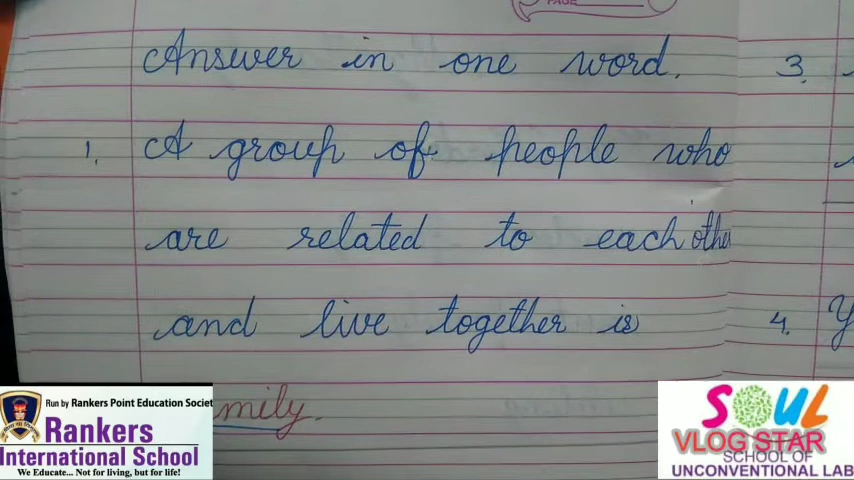 PAGE
Answer in one word.
3.
1. A group of people who
are related to each other
and live together is
4. Y
mily.
Run by Rankers Point Education Societ
Rankers
International School
We Educate... Not for living, but for life!
SOUL
VLOG STAR
SCHOOL OF
UNCONVENTIONAL LAB